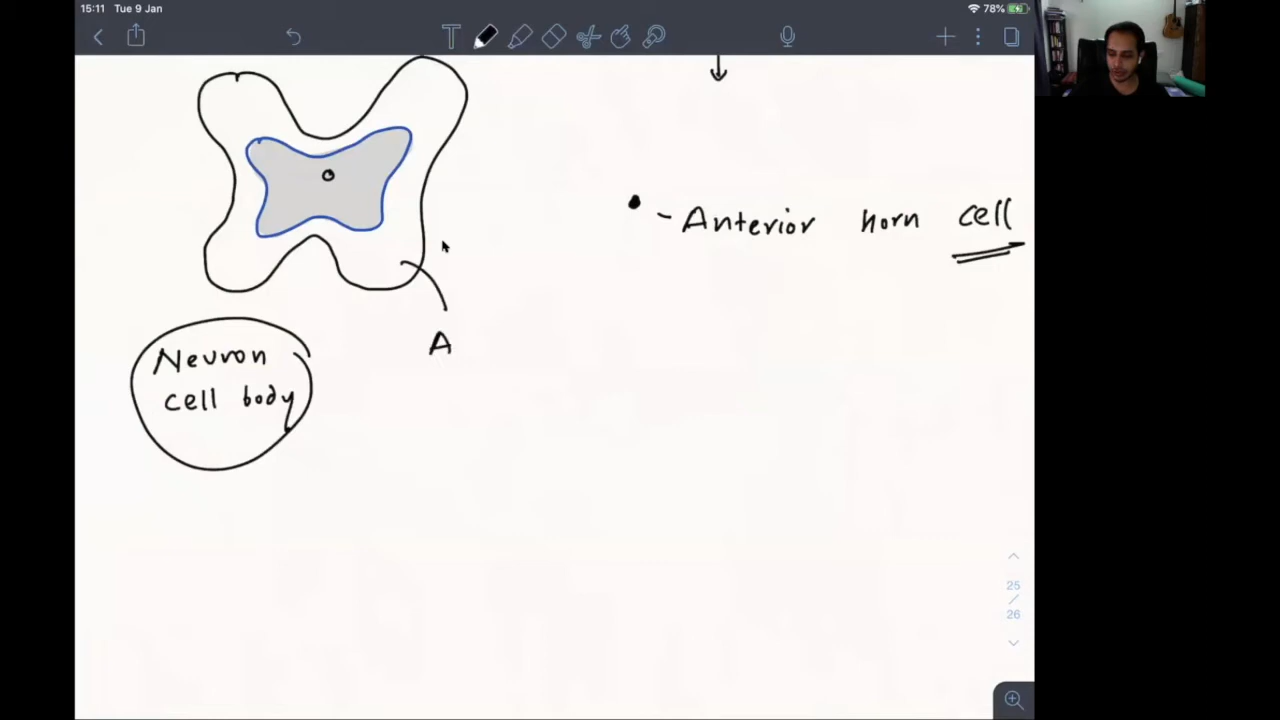 15:11 Tue 9 Jan
78%
T
- Anterior horn cell
A
Neuron
cell body
25
/
26